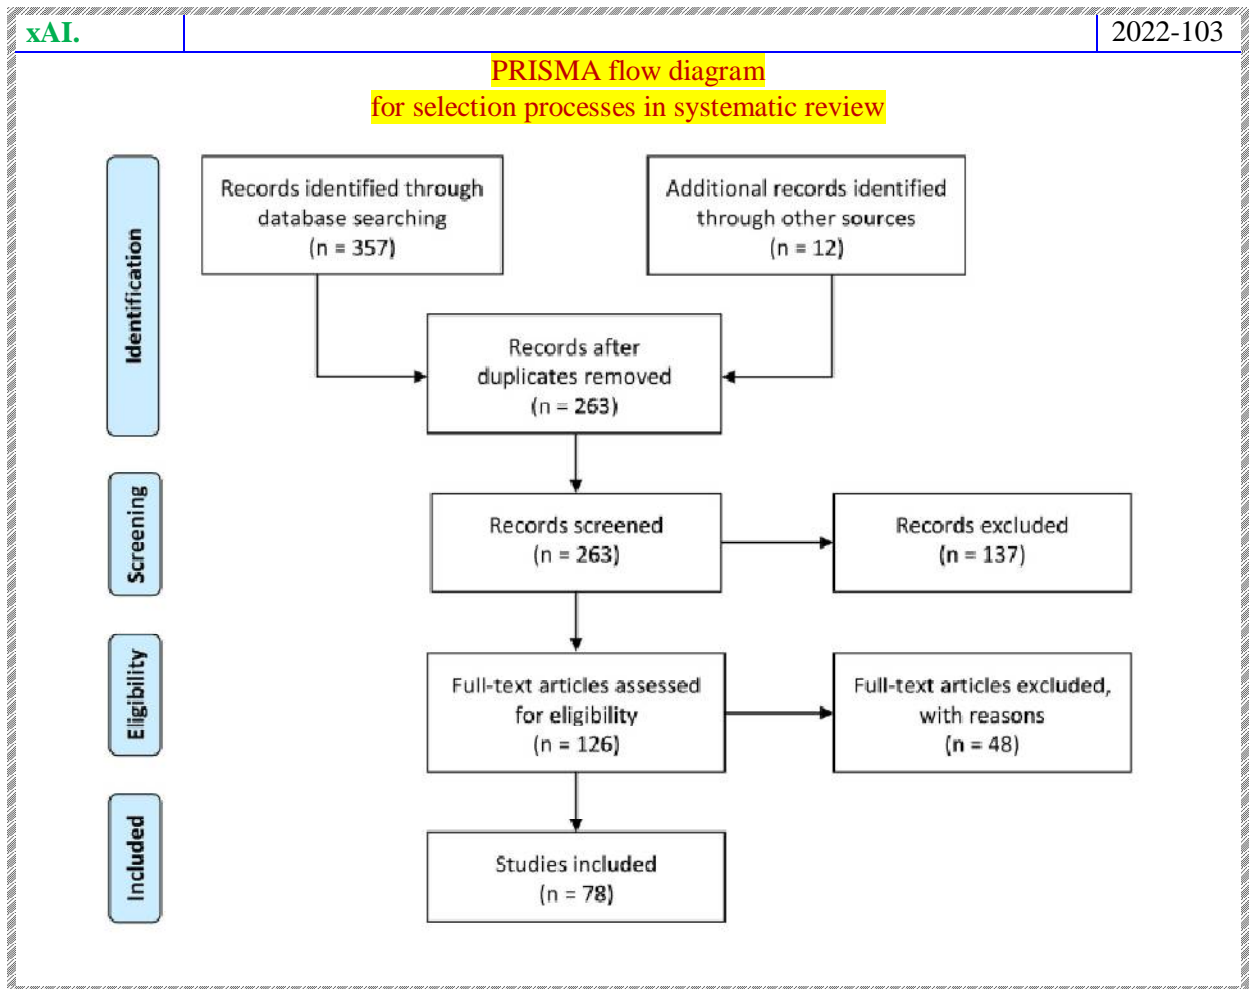 xAI.
2022-103
PRISMA flow diagram
for selection processes in systematic review
Identification
Records identified through
database searching
(n = 357)
Additional records identified
through other sources
(n = 12)
Records after
duplicates removed
(n = 263)
Screening
Records screened
(n = 263)
Records excluded
(n = 137)
Eligibility
Full-text articles assessed
for eligibility
(n = 126)
Full-text articles excluded,
with reasons
(n = 48)
Included
Studies included
(n = 78)